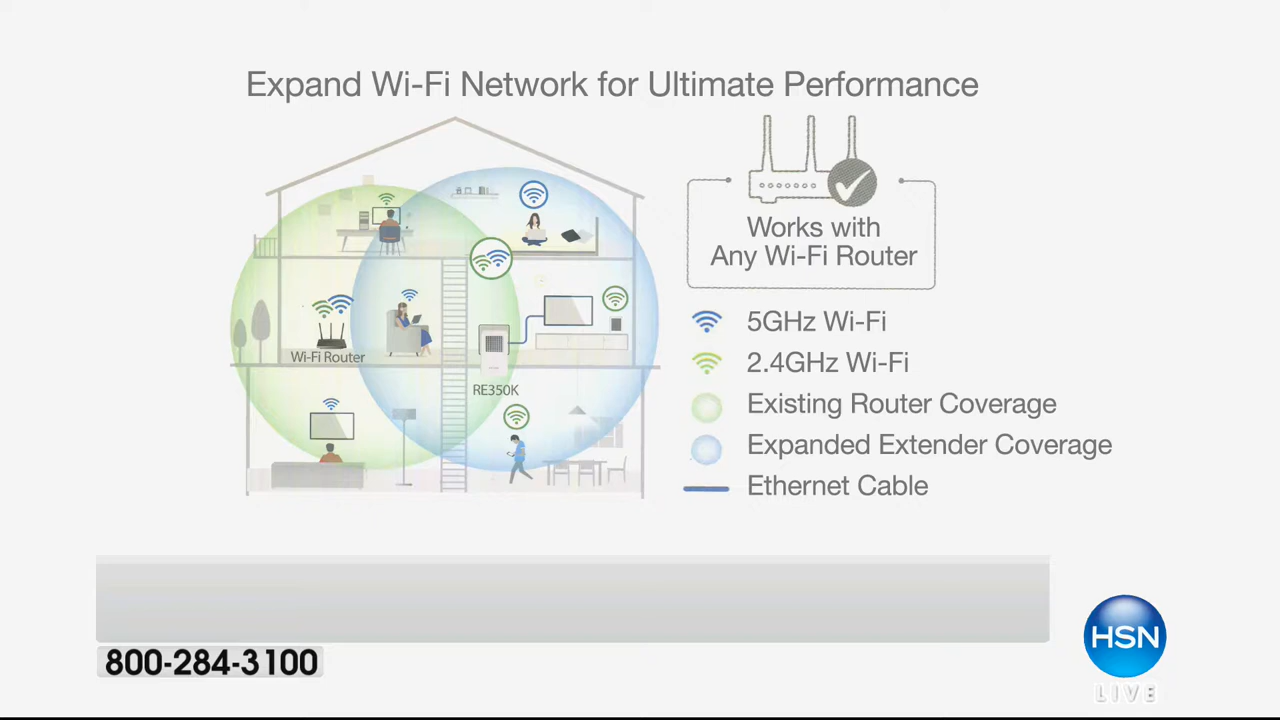 Expand Wi-Fi Network for Ultimate Performance
Works with
Any Wi-Fi Router
Wi-Fi Router
RE350K
5GHz Wi-Fi
2.4GHz Wi-Fi
Existing Router Coverage
Expanded Extender Coverage
Ethernet Cable
800-284-3100
HSN
LIVE